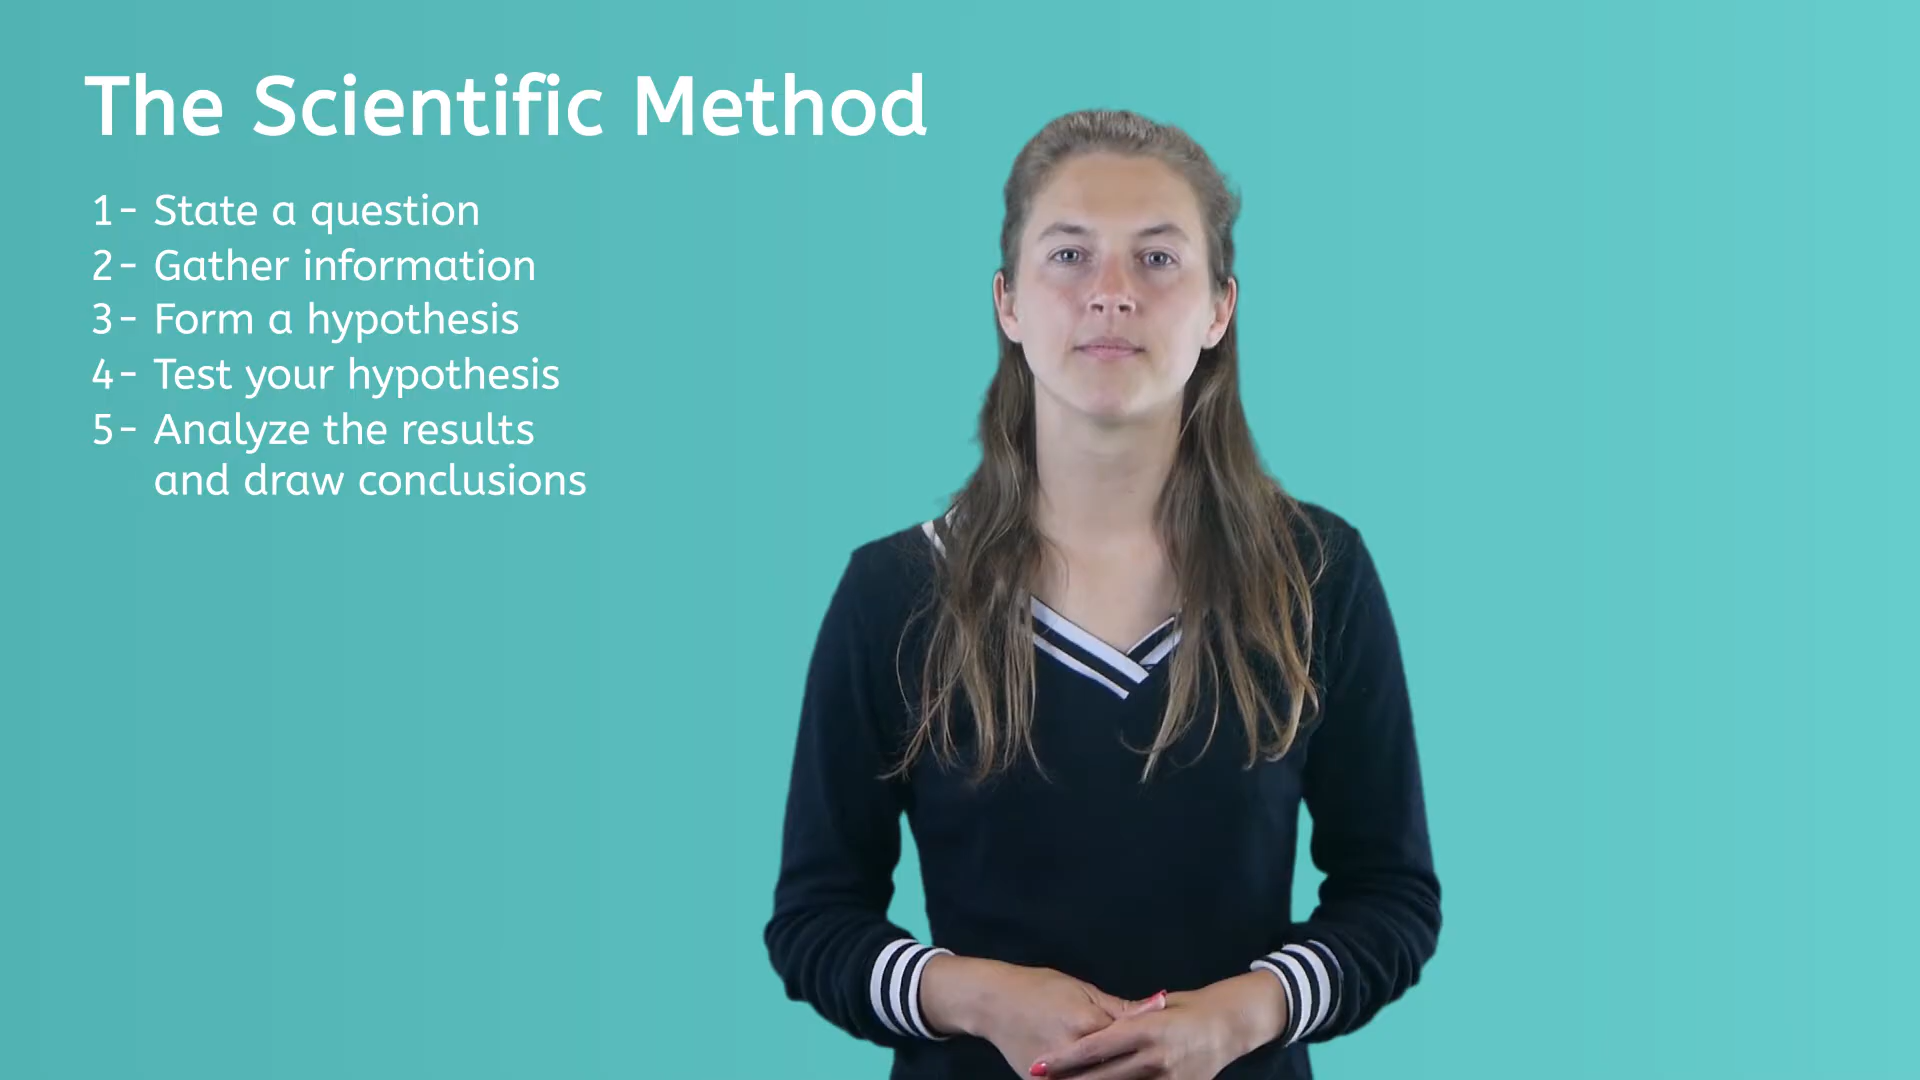 The Scientific Method
1- State a question
2- Gather information
3- Form a hypothesis
4- Test your hypothesis
5- Analyze the results
and draw conclusions